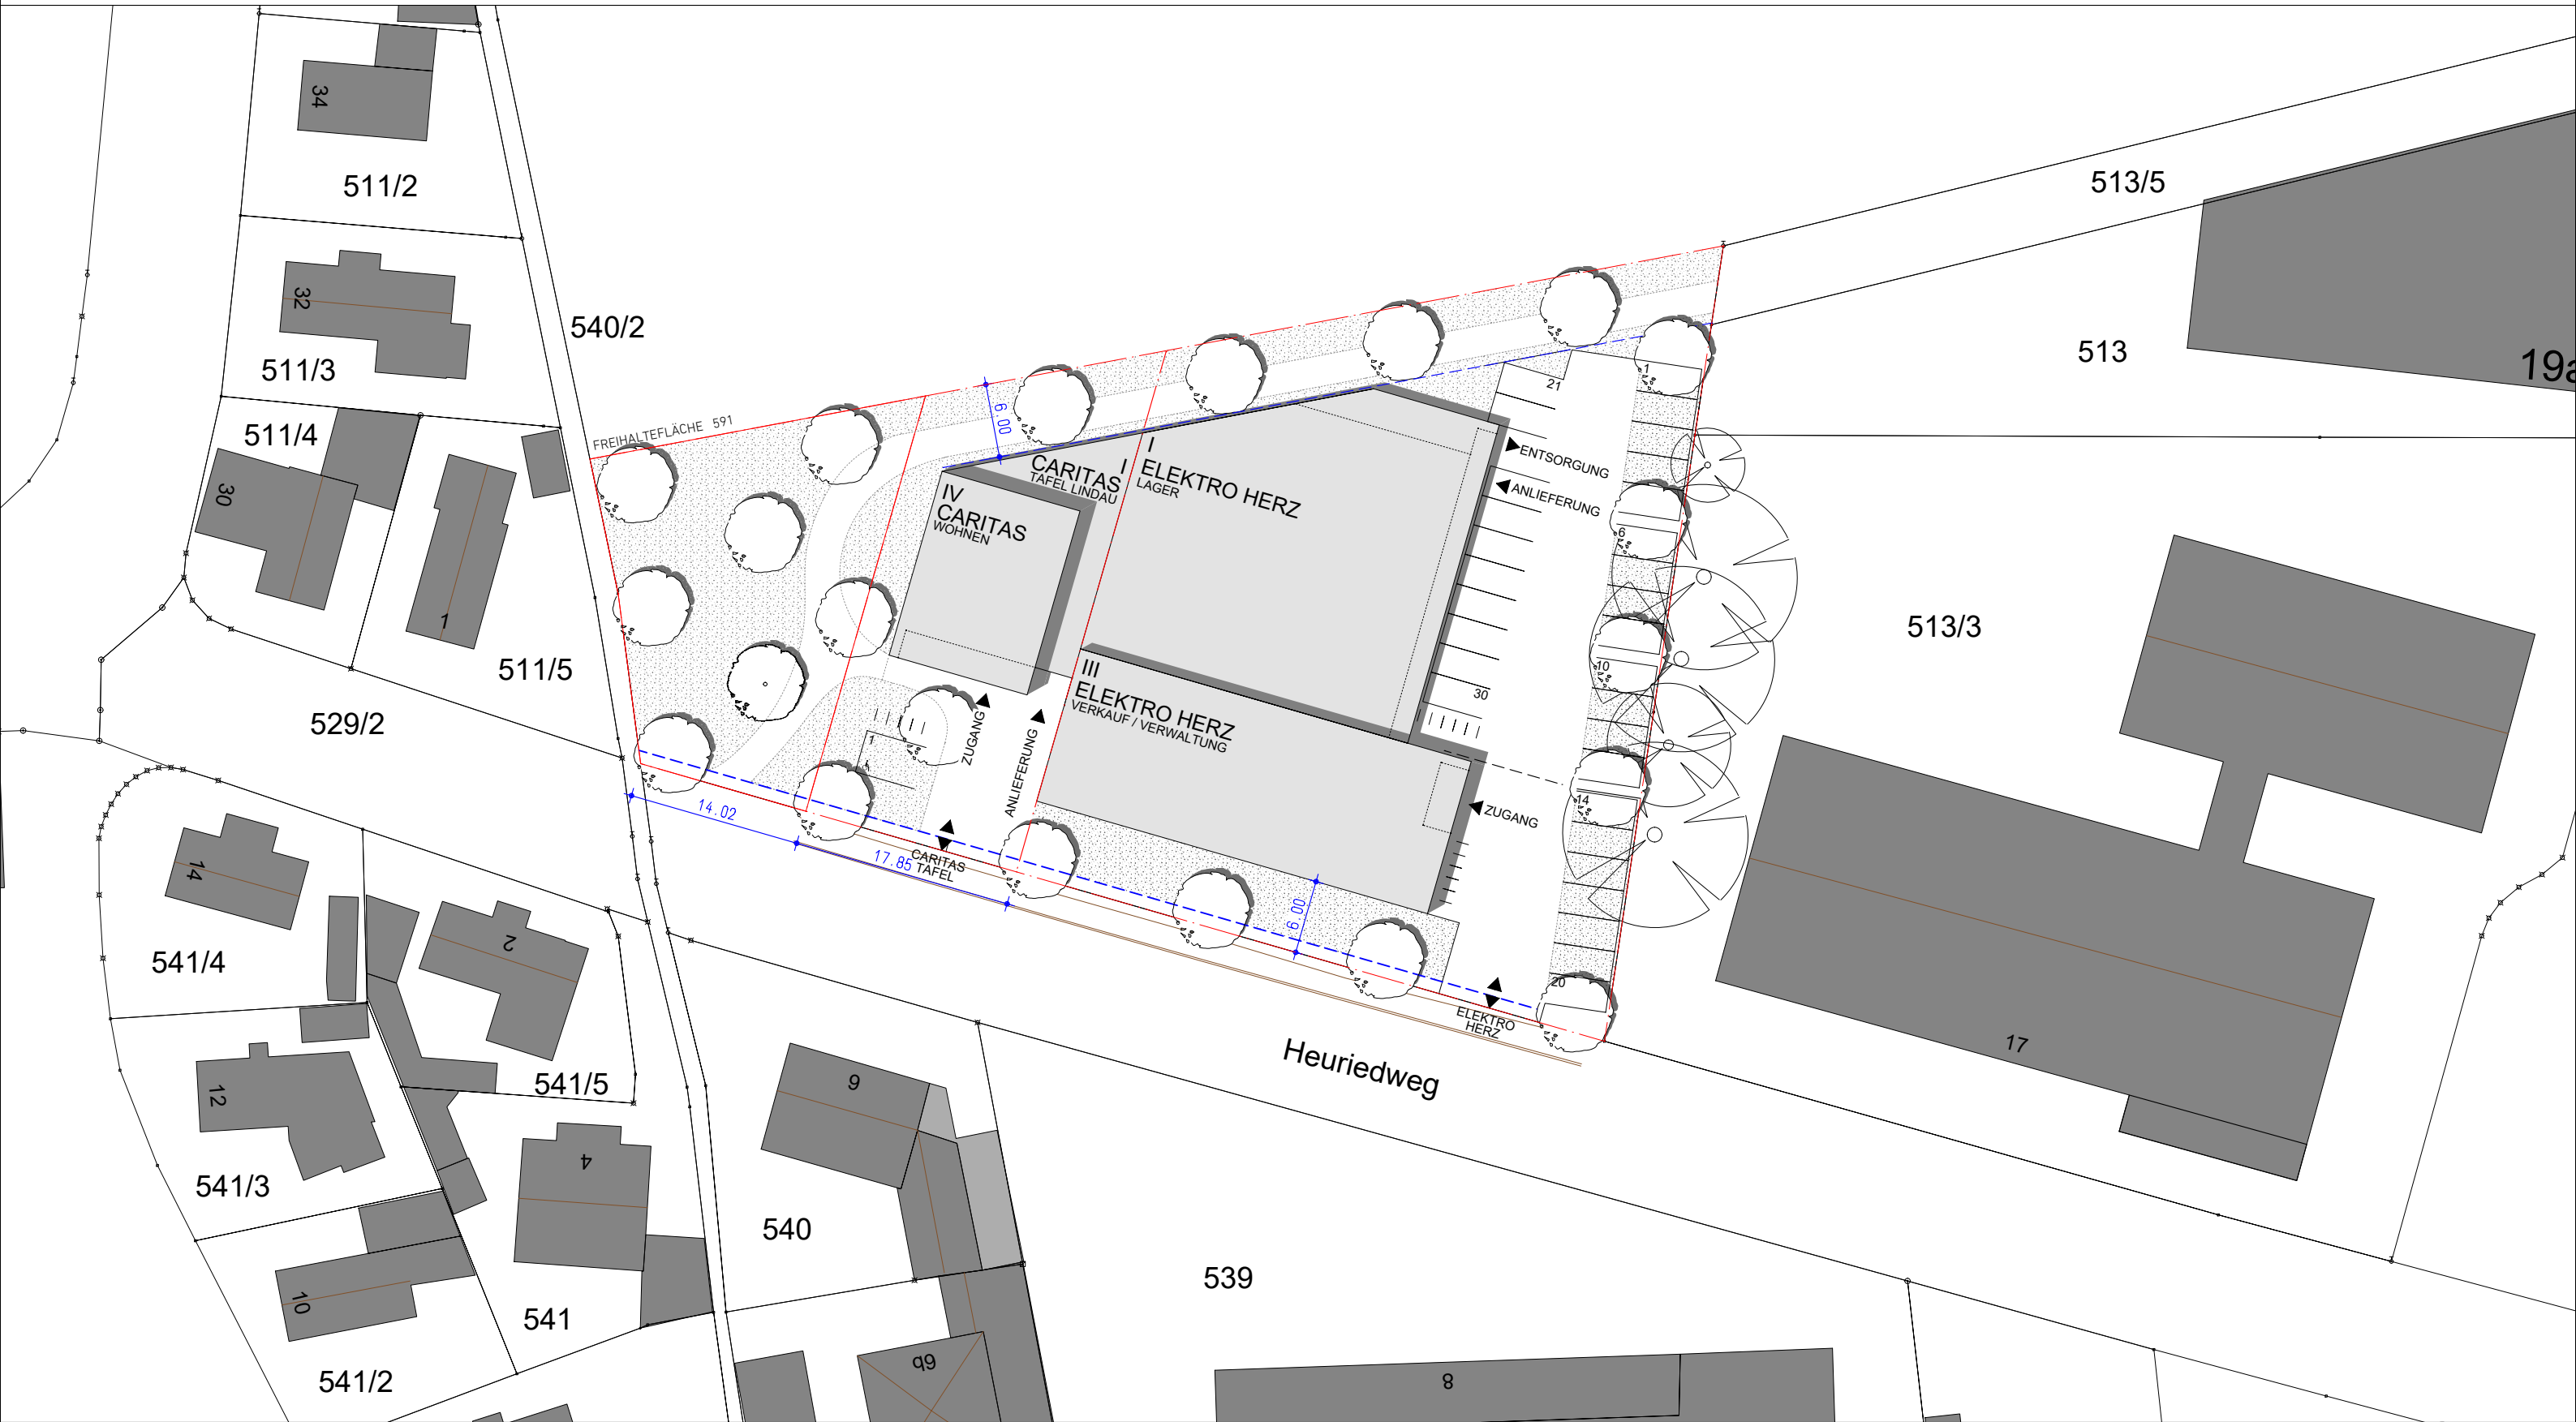 34
511/2
513/5
32
540/2
511/3
513
19a
511/4
FREIHALTEFLÄCHE 591
6.00
21
1
30
I
ELEKTRO HERZ
LAGER
I
CARITAS
TAFEL LINDAU
ENTSORGUNG
ANLIEFERUNG
IV
CARITAS
WOHNEN
6
1
511/5
513/3
10
III
ELEKTRO HERZ
VERKAUF / VERWALTUNG
30
529/2
ZUGANG
ANLIEFERUNG
1
4
14
ZUGANG
14.02
17.85
CARITAS
TAFEL
6.00
14
2
541/4
20
ELEKTRO
HERZ
Heuriedweg
17
12
541/5
9
4
541/3
540
539
10
541
541/2
6b
8